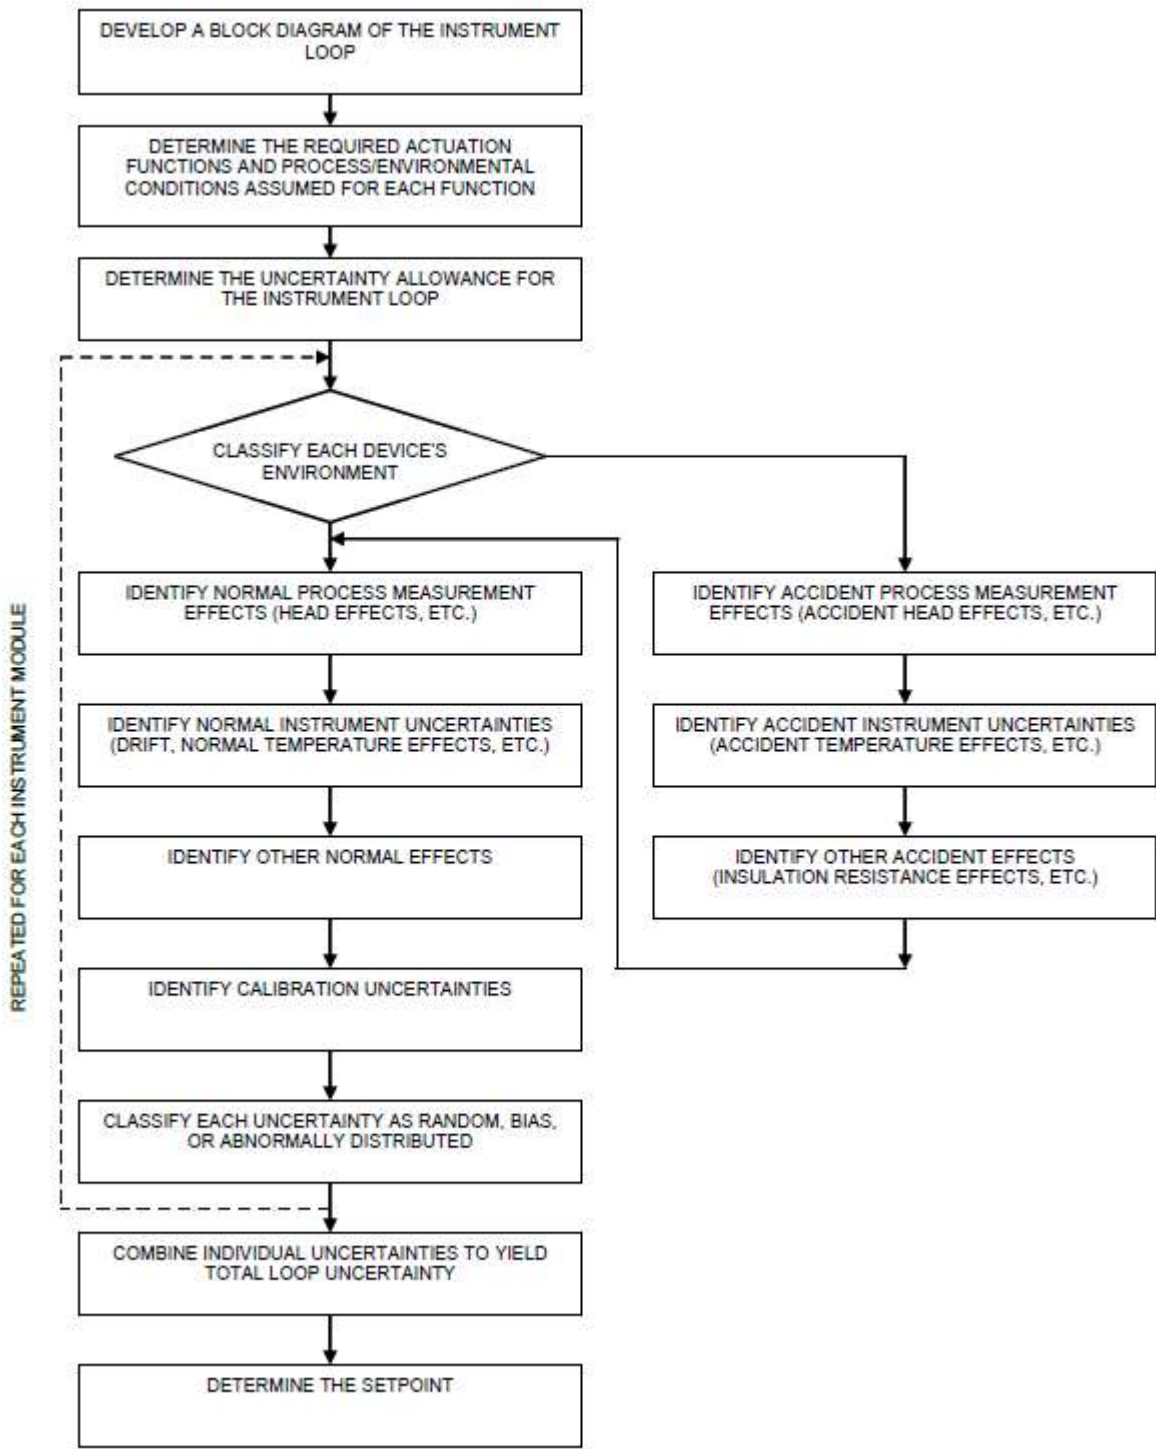 DEVELOP A BLOCK DIAGRAM OF THE INSTRUMENT
LOOP
DETERMINE THE REQUIRED ACTUATION
FUNCTIONS AND PROCESS/ENVIRONMENTAL
CONDITIONS ASSUMED FOR EACH FUNCTION
DETERMINE THE UNCERTAINTY ALLOWANCE FOR
THE INSTRUMENT LOOP
CLASSIFY EACH DEVICE'S
ENVIRONMENT
IDENTIFY NORMAL PROCESS MEASUREMENT
EFFECTS (HEAD EFFECTS, ETC.)
IDENTIFY ACCIDENT PROCESS MEASUREMENT
EFFECTS (ACCIDENT HEAD EFFECTS, ETC.)
REPEATED FOR EACH INSTRUMENT MODULE
IDENTIFY NORMAL INSTRUMENT UNCERTAINTIES
(DRIFT, NORMAL TEMPERATURE EFFECTS, ETC.)
IDENTIFY ACCIDENT INSTRUMENT UNCERTAINTIES
(ACCIDENT TEMPERATURE EFFECTS, ETC.)
IDENTIFY OTHER NORMAL EFFECTS
IDENTIFY OTHER ACCIDENT EFFECTS
(INSULATION RESISTANCE EFFECTS, ETC.)
IDENTIFY CALIBRATION UNCERTAINTIES
CLASSIFY EACH UNCERTAINTY AS RANDOM, BIAS,
OR ABNORMALLY DISTRIBUTED
COMBINE INDIVIDUAL UNCERTAINTIES TO YIELD
TOTAL LOOP UNCERTAINTY
DETERMINE THE SETPOINT